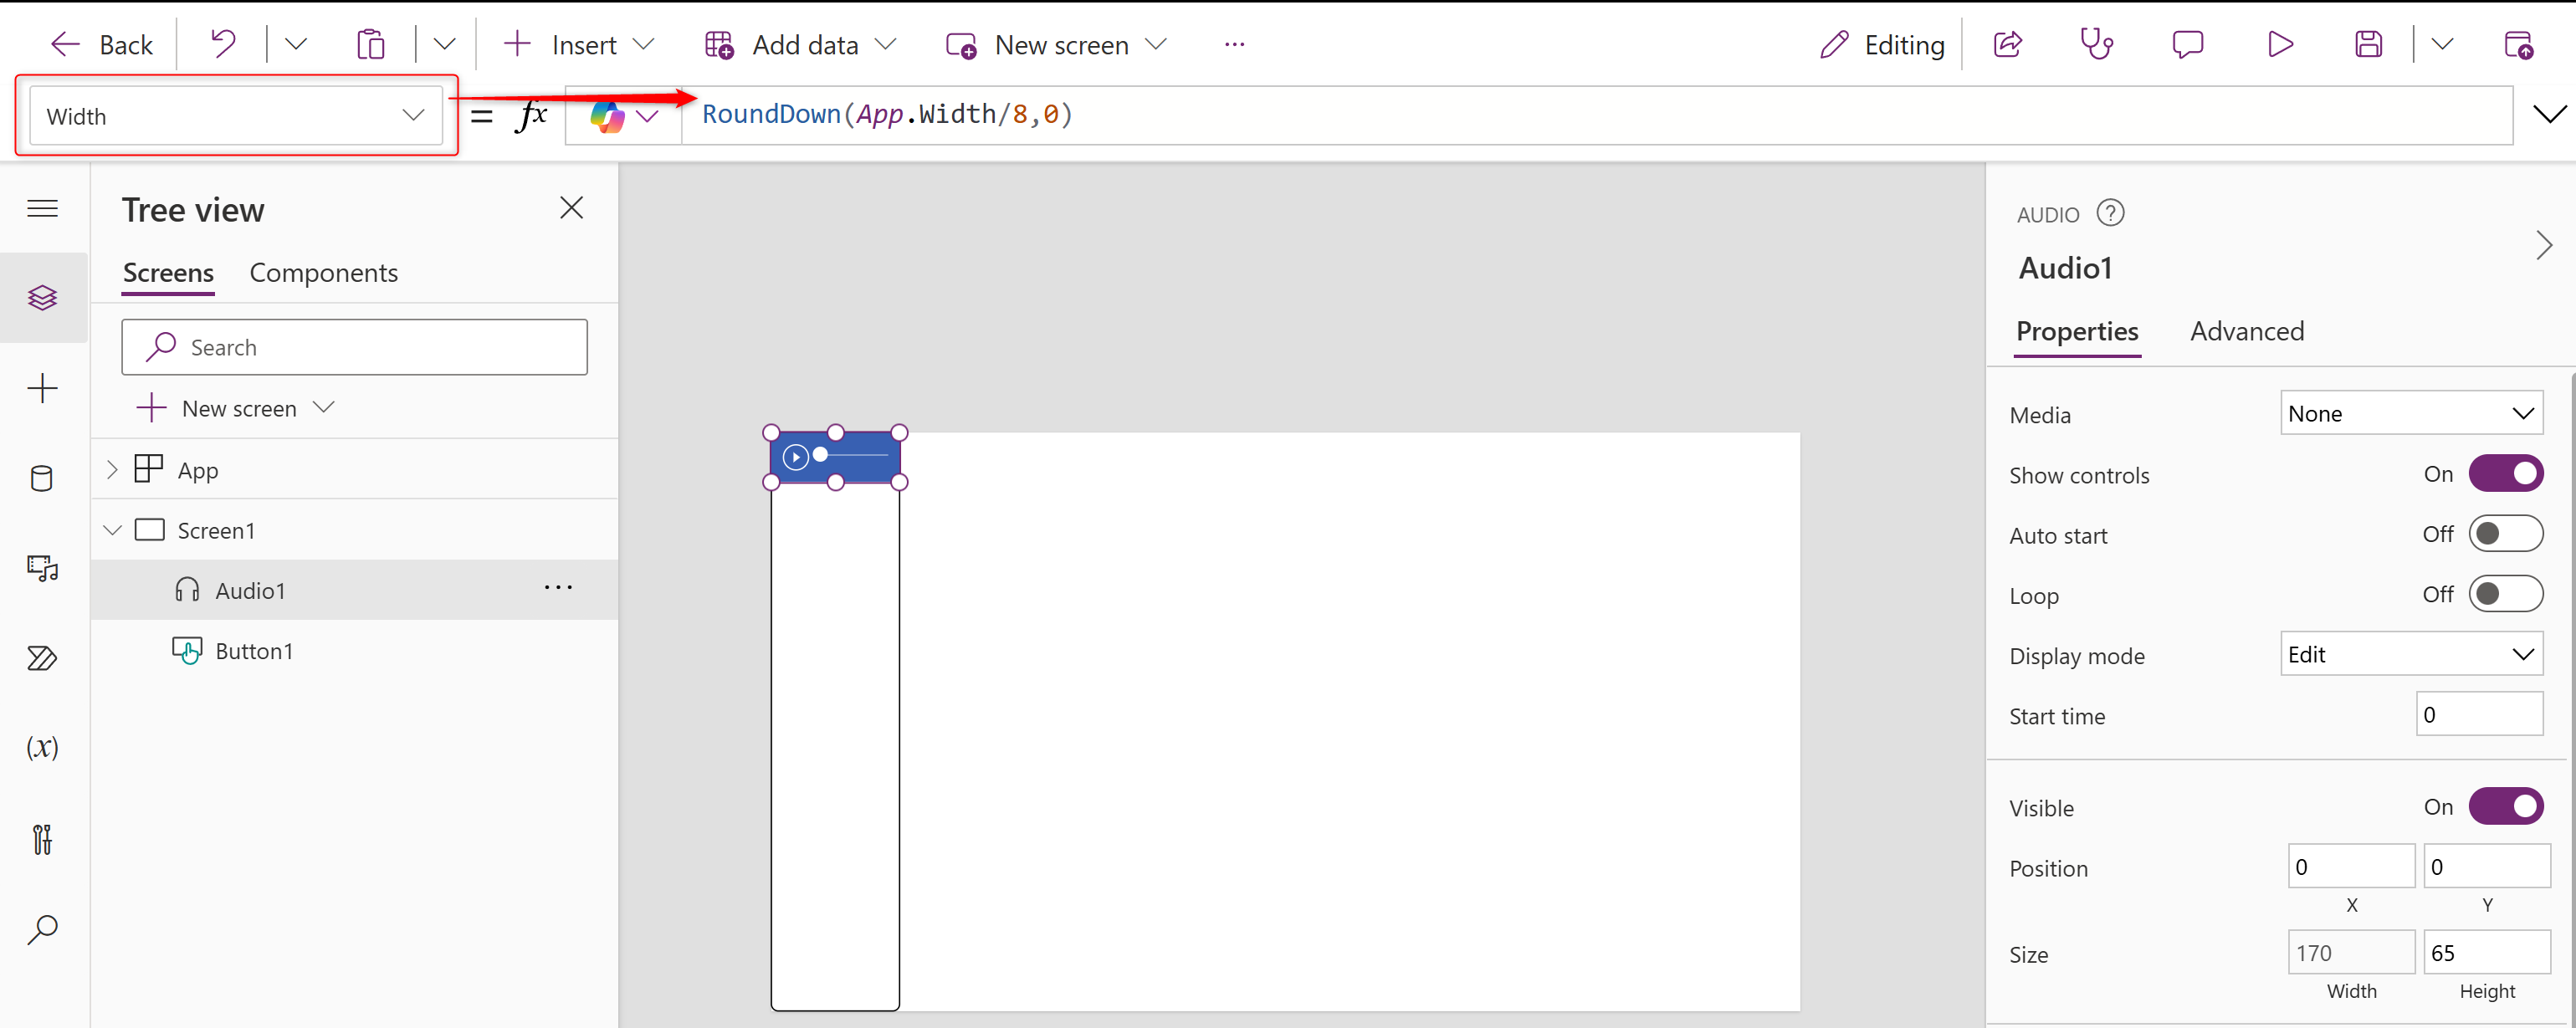 Back
Insert
Add data
New screen
...
Editing
Width
= fx
RoundDown(App.Width/8,0)
Tree view
Screens Components
Search
New screen
App
Screen1
Audio1 ...
Button1
(x)
AUDIO ?
Audio1
Properties Advanced
Media None
Show controls On
Auto start Off
Loop Off
Display mode Edit
Start time 0
Visible On
Position 0 0
X Y
Size 170 65
Width Height